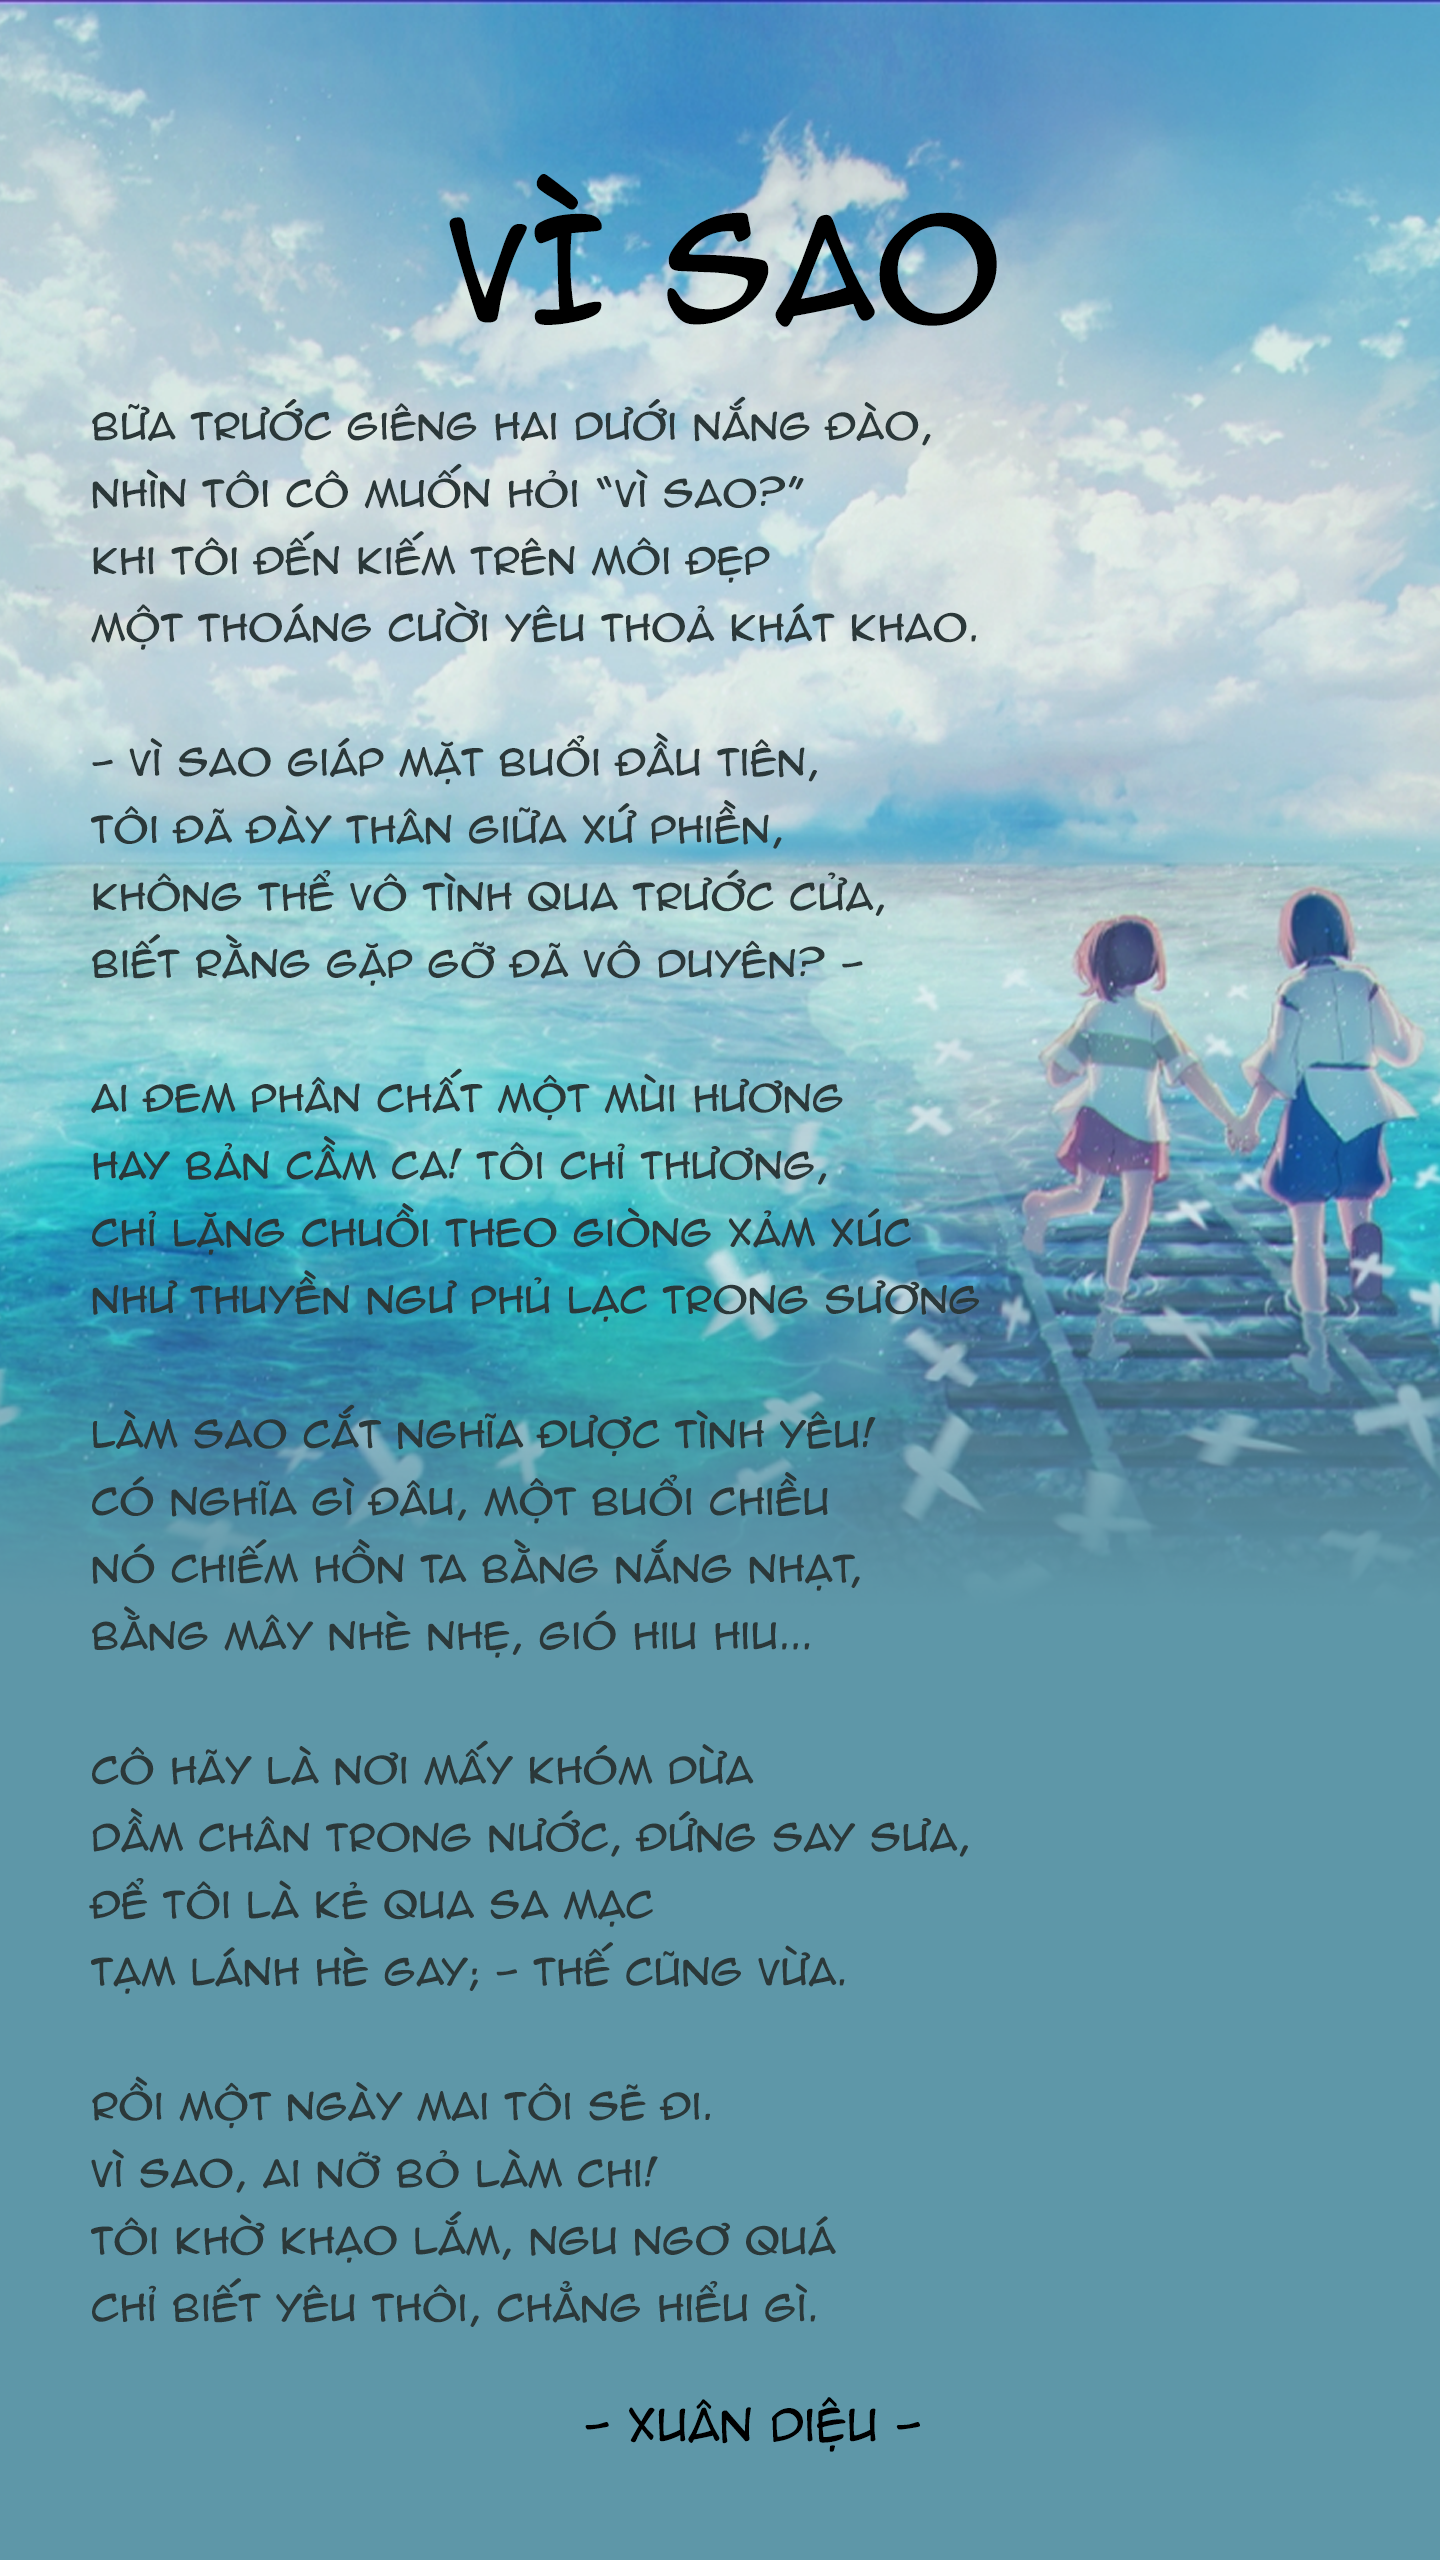 VÌ SAO
BỮA TRƯỚC GIÊNG HAI DƯỚI NẮNG ĐÀO,
NHÌN TÔI CÔ MUỐN HỎI “VÌ SAO?”
KHI TÔI ĐẾN KIẾM TRÊN MÔI ĐẸP
MỘT THOÁNG CƯỜI YÊU THOẢ KHÁT KHAO.
– VÌ SAO GIÁP MẶT BUỔI ĐẦU TIÊN,
TÔI ĐÃ ĐÀY THÂN GIỮA XỨ PHIỀN,
KHÔNG THỂ VÔ TÌNH QUA TRƯỚC CỬA,
BIẾT RẰNG GẶP GỠ ĐÃ VÔ DUYÊN? –
AI ĐEM PHÂN CHẤT MỘT MÙI HƯƠNG
HAY BẢN CẦM CA! TÔI CHỈ THƯƠNG,
CHỈ LẶNG CHUỒI THEO GIÒNG XẢM XÚC
NHƯ THUYỀN NGƯ PHỦ LẠC TRONG SƯƠNG
LÀM SAO CẮT NGHĨA ĐƯỢC TÌNH YÊU!
CÓ NGHĨA GÌ ĐÂU, MỘT BUỔI CHIỀU
NÓ CHIẾM HỒN TA BẰNG NẮNG NHẠT,
BẰNG MÂY NHÈ NHẸ, GIÓ HIU HIU...
CÔ HÃY LÀ NƠI MẤY KHÓM DỪA
DẦM CHÂN TRONG NƯỚC, ĐỨNG SAY SƯA,
ĐỂ TÔI LÀ KẺ QUA SA MẠC
TẠM LÁNH HÈ GAY; – THẾ CŨNG VỪA.
RỒI MỘT NGÀY MAI TÔI SẼ ĐI.
VÌ SAO, AI NỠ BỎ LÀM CHI!
TÔI KHỜ KHẠO LẮM, NGU NGƠ QUÁ
CHỈ BIẾT YÊU THÔI, CHẲNG HIỂU GÌ.
– XUÂN DIỆU –